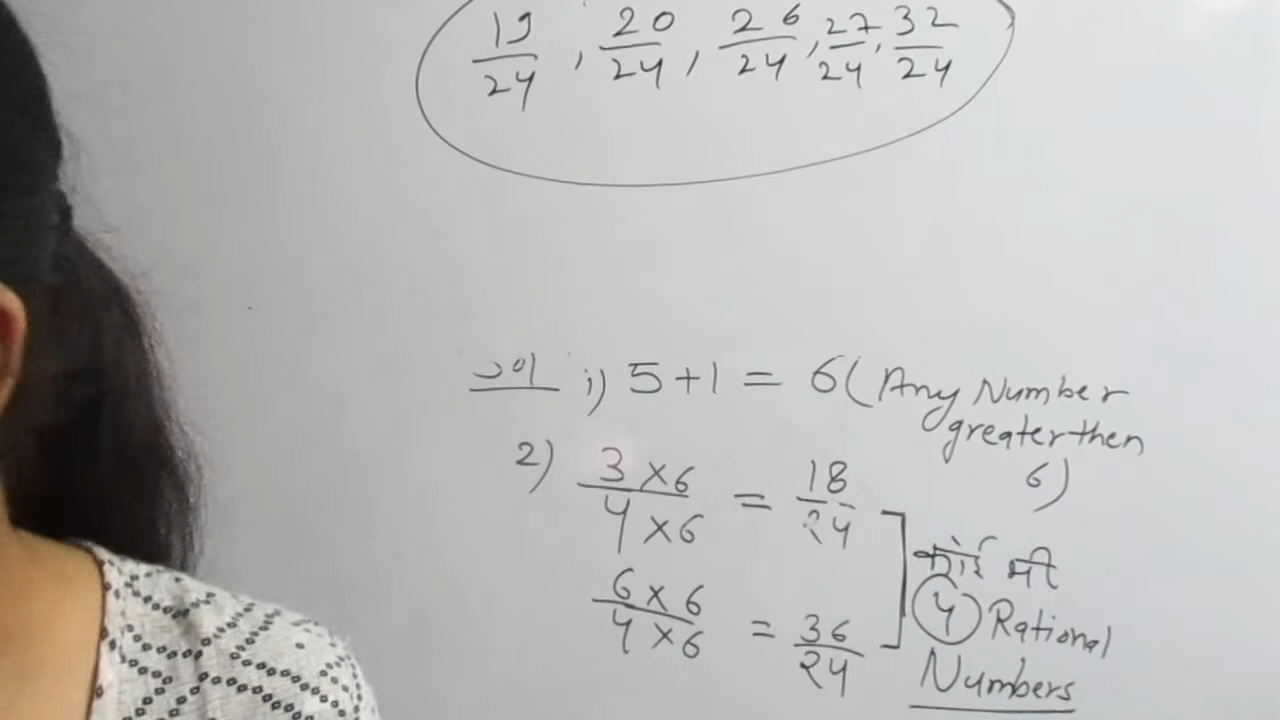 19/24, 20/24, 26/24, 27/24, 32/24
i) 5+1 = 6 (Any Number
greater then
6)
2) 3×6/4×6 = 18/24
6×6/4×6 = 36/24
कोई भी
4 Rational
Numbers